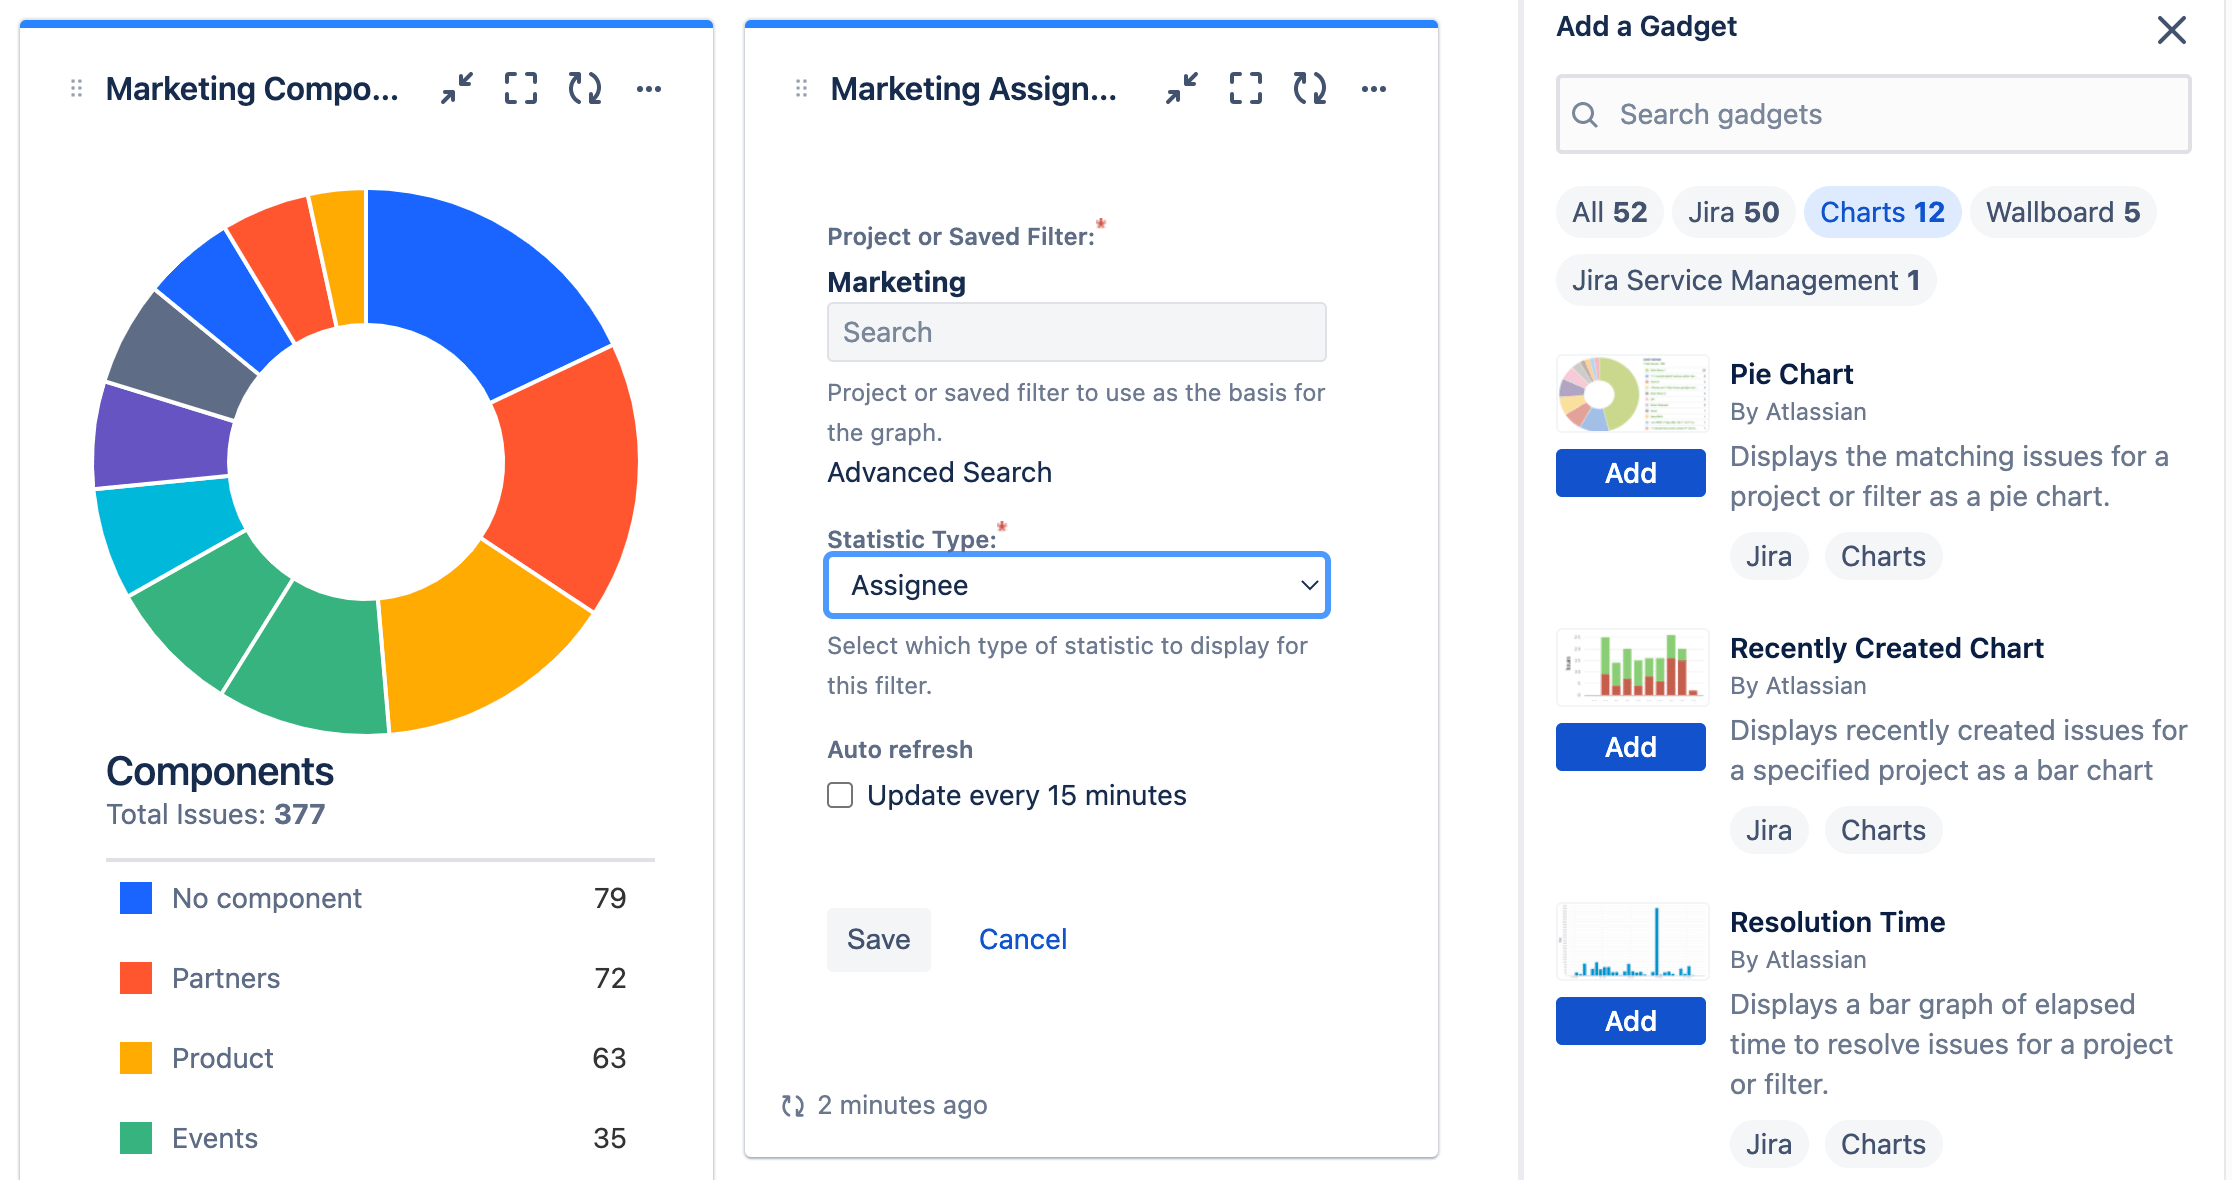 Marketing Compo...
Components
Total Issues: 377
No component 79
Partners 72
Product 63
Events 35
Marketing Assign...
Project or Saved Filter:*
Marketing
Search
Project or saved filter to use as the basis for
the graph.
Advanced Search
Statistic Type:*
Assignee
Select which type of statistic to display for
this filter.
Auto refresh
Update every 15 minutes
Save Cancel
2 minutes ago
Add a Gadget
Search gadgets
All 52 Jira 50 Charts 12 Wallboard 5
Jira Service Management 1
Pie Chart
By Atlassian
Add
Displays the matching issues for a
project or filter as a pie chart.
Jira Charts
Recently Created Chart
By Atlassian
Add
Displays recently created issues for
a specified project as a bar chart
Jira Charts
Resolution Time
By Atlassian
Add
Displays a bar graph of elapsed
time to resolve issues for a project
or filter.
Jira Charts